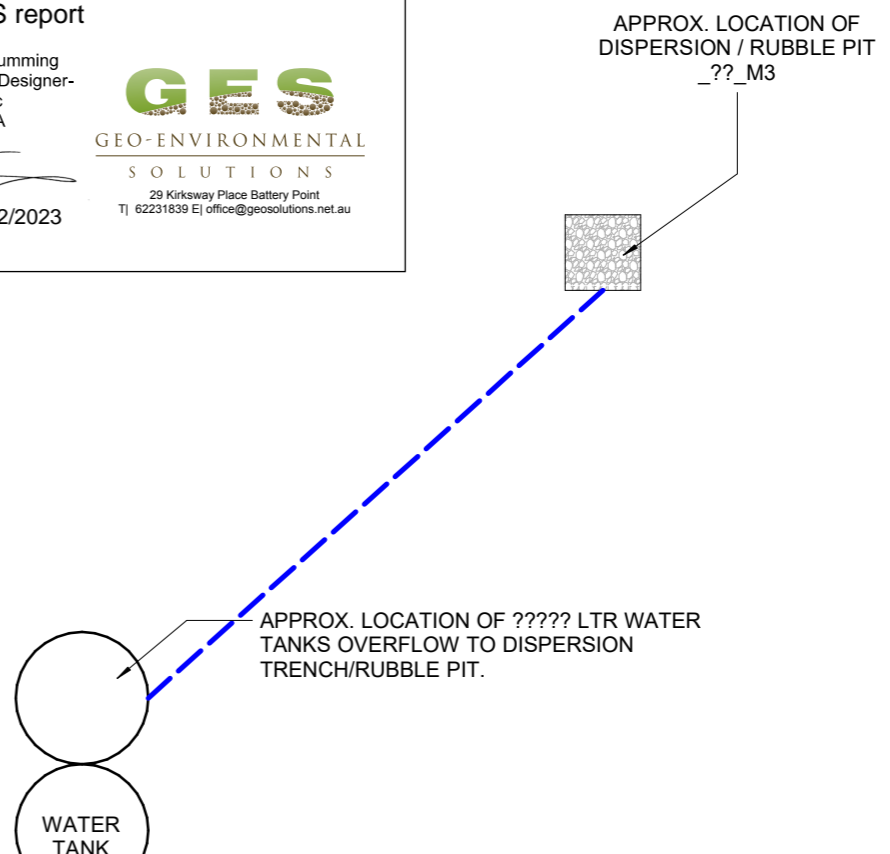 S report
umming
Designer-
A
2/2023
GES
GEO-ENVIRONMENTAL
SOLUTIONS
29 Kirksway Place Battery Point
T| 62231839 E| office@geosolutions.net.au
APPROX. LOCATION OF
DISPERSION / RUBBLE PIT
_??_M3
APPROX. LOCATION OF ????? LTR WATER
TANKS OVERFLOW TO DISPERSION
TRENCH/RUBBLE PIT.
WATER
TANK